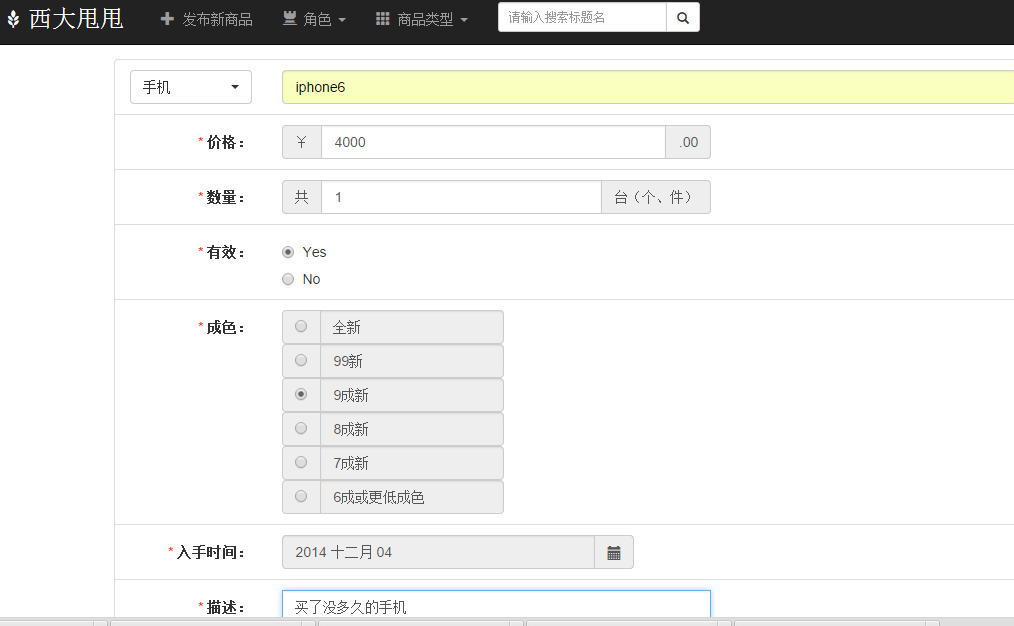 西大甩甩 发布新商品 角色 商品类型 请输入搜索标题名
手机 iphone6
*价格： ￥ 4000 .00
*数量： 共 1 台（个、件）
*有效： Yes
No
*成色： 全新
99新
9成新
8成新
7成新
6成或更低成色
*入手时间： 2014 十二月 04
*描述： 买了没多久的手机